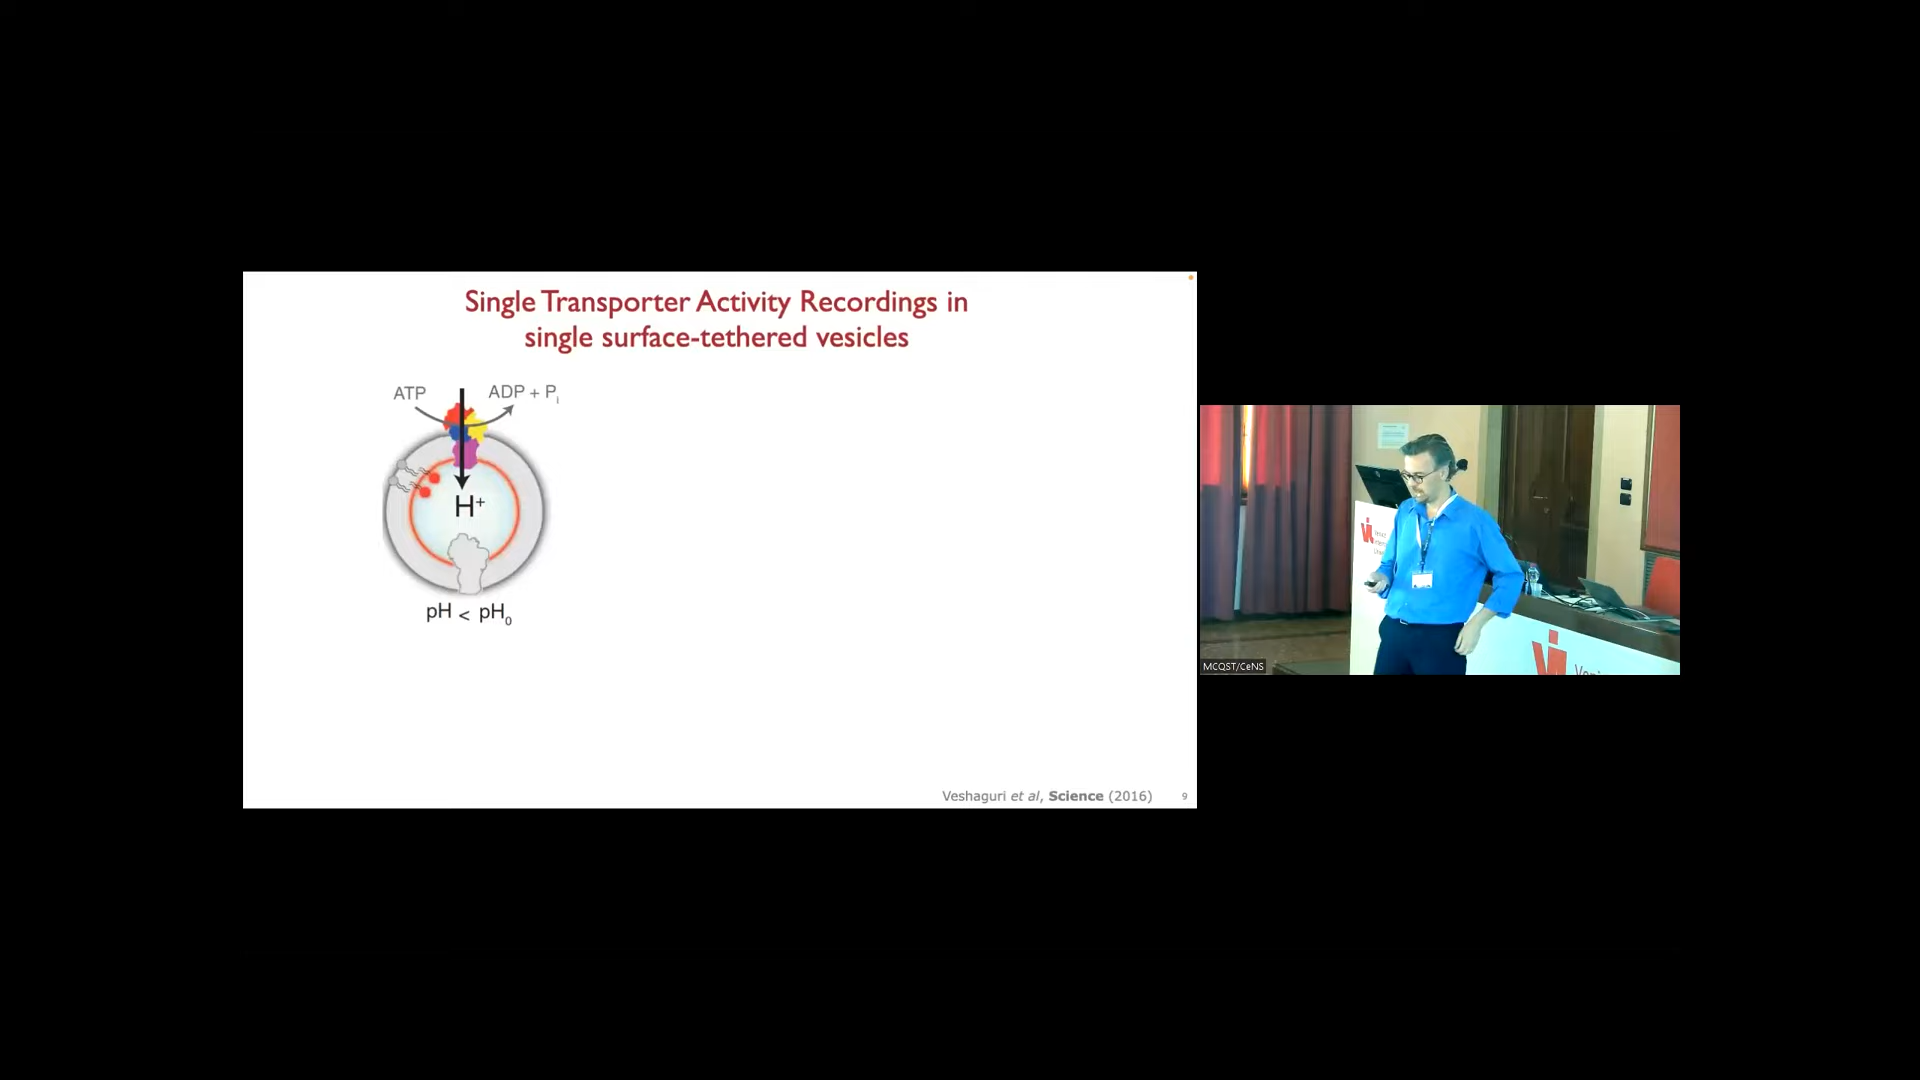 Single Transporter Activity Recordings in
single surface-tethered vesicles
ATP
ADP + Pi
H+
pH < pH0
Veshaguri et al, Science (2016)
9
MCQST/CeNS